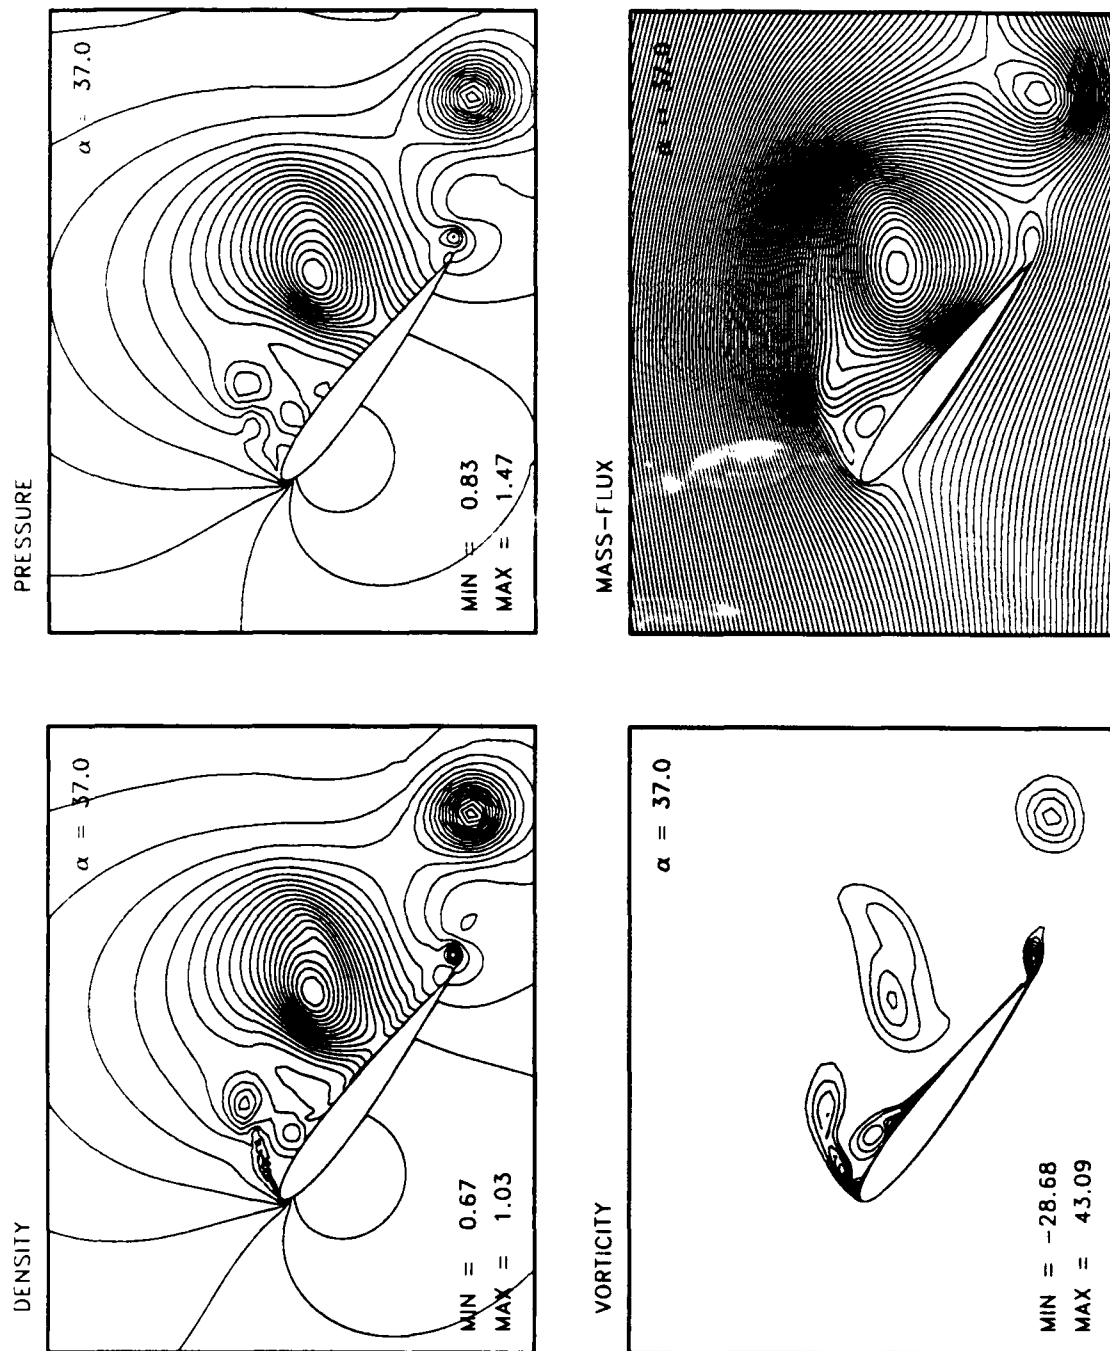 DENSITY
α = 37.0
MIN = 0.67
MAX = 1.03
PRESSURE
α = 37.0
MIN = 0.83
MAX = 1.47
VORTICITY
α = 37.0
MIN = -28.68
MAX = 43.09
MASS-FLUX
α = 37.0